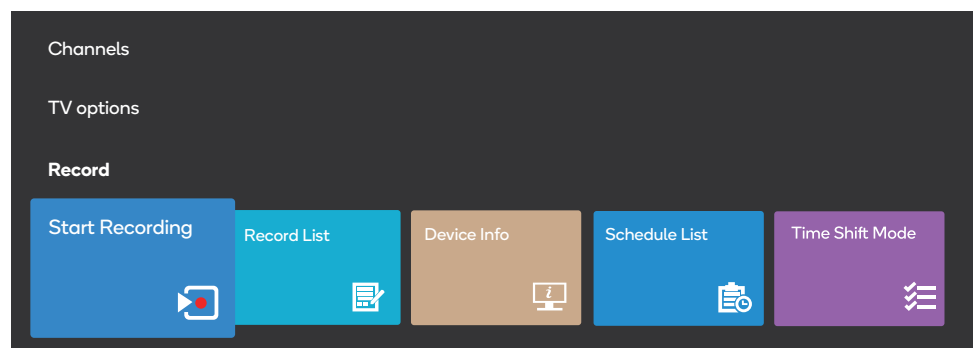 Channels
TV options
Record
Start Recording
Record List
Device Info
Schedule List
Time Shift Mode